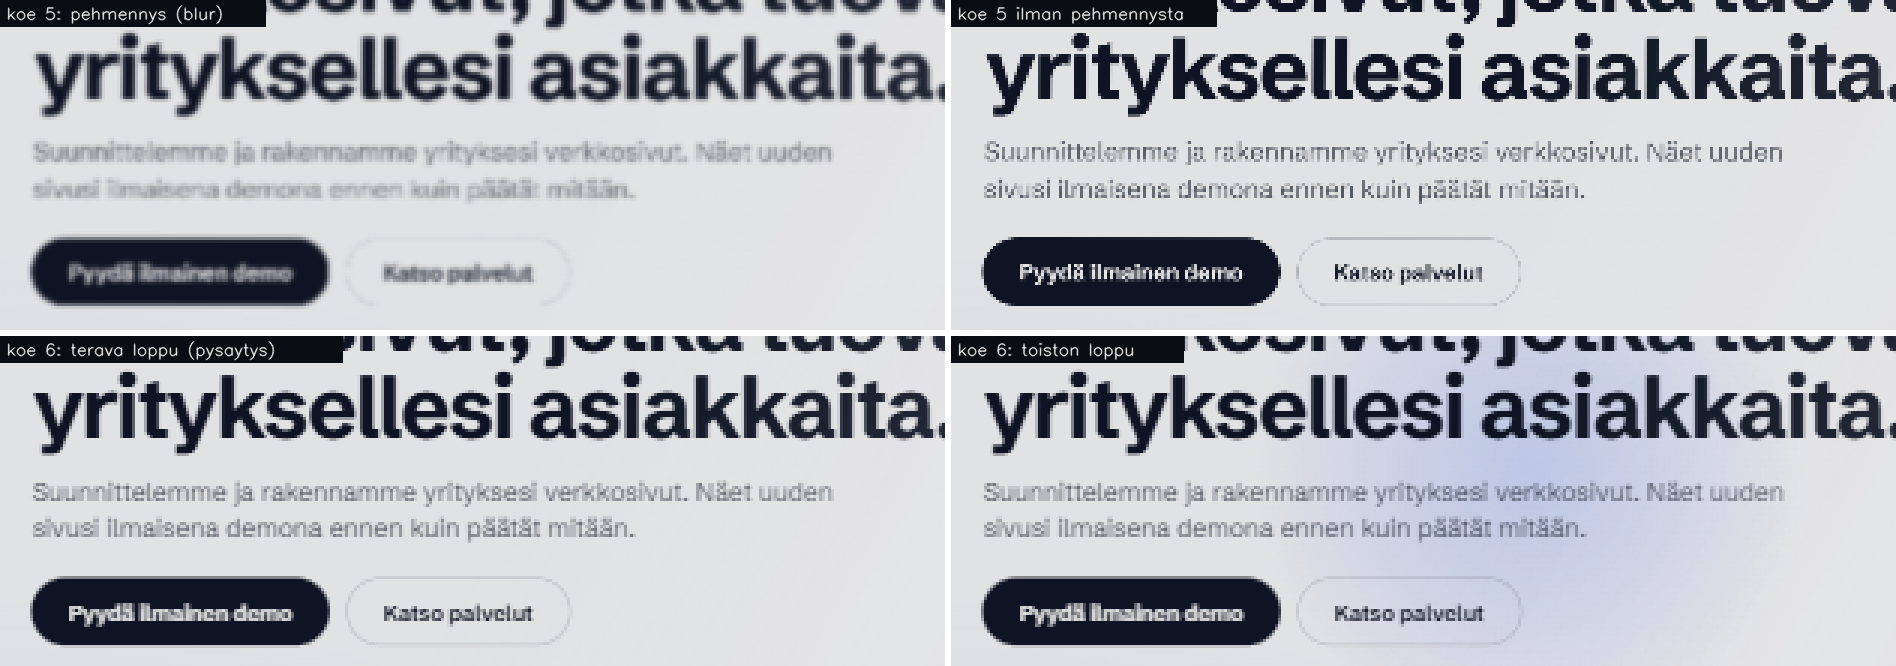 koe 5: pehmennys (blur)
yrityksellesi asiakkaita.
Suunnittelemme ja rakennamme yrityksesi verkkosivut. Näet uuden
sivusi ilmaisena demona ennen kuin päätät mitään.
Pyydä ilmainen demo
Katso palvelut
koe 5 ilman pehmennysta
jotka
yrityksellesi asiakkaita.
Suunnittelemme ja rakennamme yrityksesi verkkosivut. Näet uuden
sivusi ilmaisena demona ennen kuin päätät mitään.
Pyydä ilmainen demo
Katso palvelut
koe 6: terava loppu (pysaytys)
jotka
yrityksellesi asiakkaita.
Suunnittelemme ja rakennamme yrityksesi verkkosivut. Näet uuden
sivusi ilmaisena demona ennen kuin päätät mitään.
Pyydä ilmainen demo
Katso palvelut
koe 6: toiston loppu
jotka
yrityksellesi asiakkaita.
Suunnittelemme ja rakennamme yrityksesi verkkosivut. Näet uuden
sivusi ilmaisena demona ennen kuin päätät mitään.
Pyydä ilmainen demo
Katso palvelut